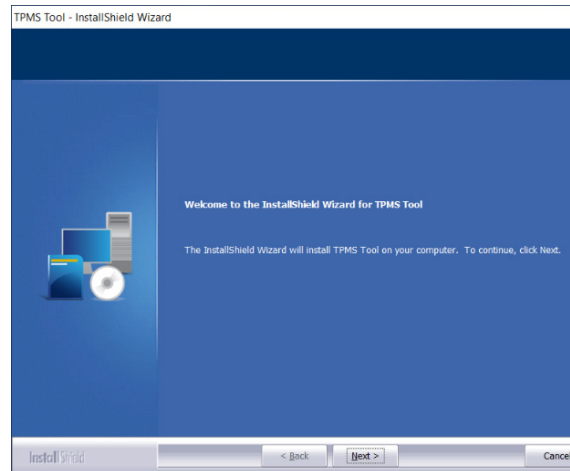 TPMS Tool - InstallShield Wizard
Welcome to the InstallShield Wizard for TPMS Tool
The InstallShield Wizard will install TPMS Tool on your computer. To continue, click Next.
InstallShield
< Back Next > Cancel